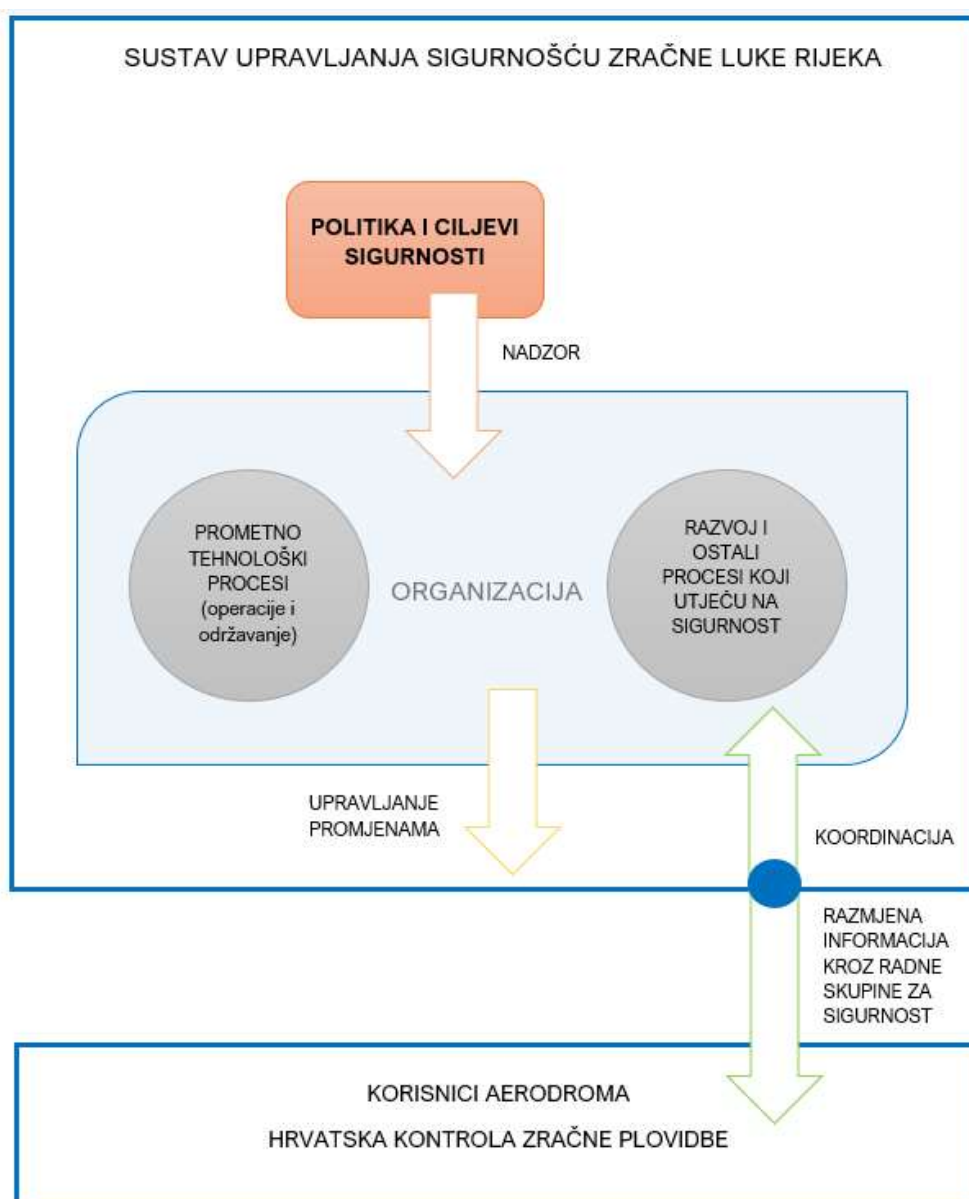 SUSTAV UPRAVLJANJA SIGURNOŠĆU ZRAČNE LUKE RIJEKA
POLITIKA I CILJEVI
SIGURNOSTI
NADZOR
PROMETNO
TEHNOLOŠKI
PROCESI
(operacije i
održavanje)
ORGANIZACIJA
RAZVOJ I
OSTALI
PROCESI KOJI
UTJEČU NA
SIGURNOST
UPRAVLJANJE
PROMJENAMA
KOORDINACIJA
RAZMJENA
INFORMACIJA
KROZ RADNE
SKUPINE ZA
SIGURNOST
KORISNICI AERODROMA
HRVATSKA KONTROLA ZRAČNE PLOVIDBE